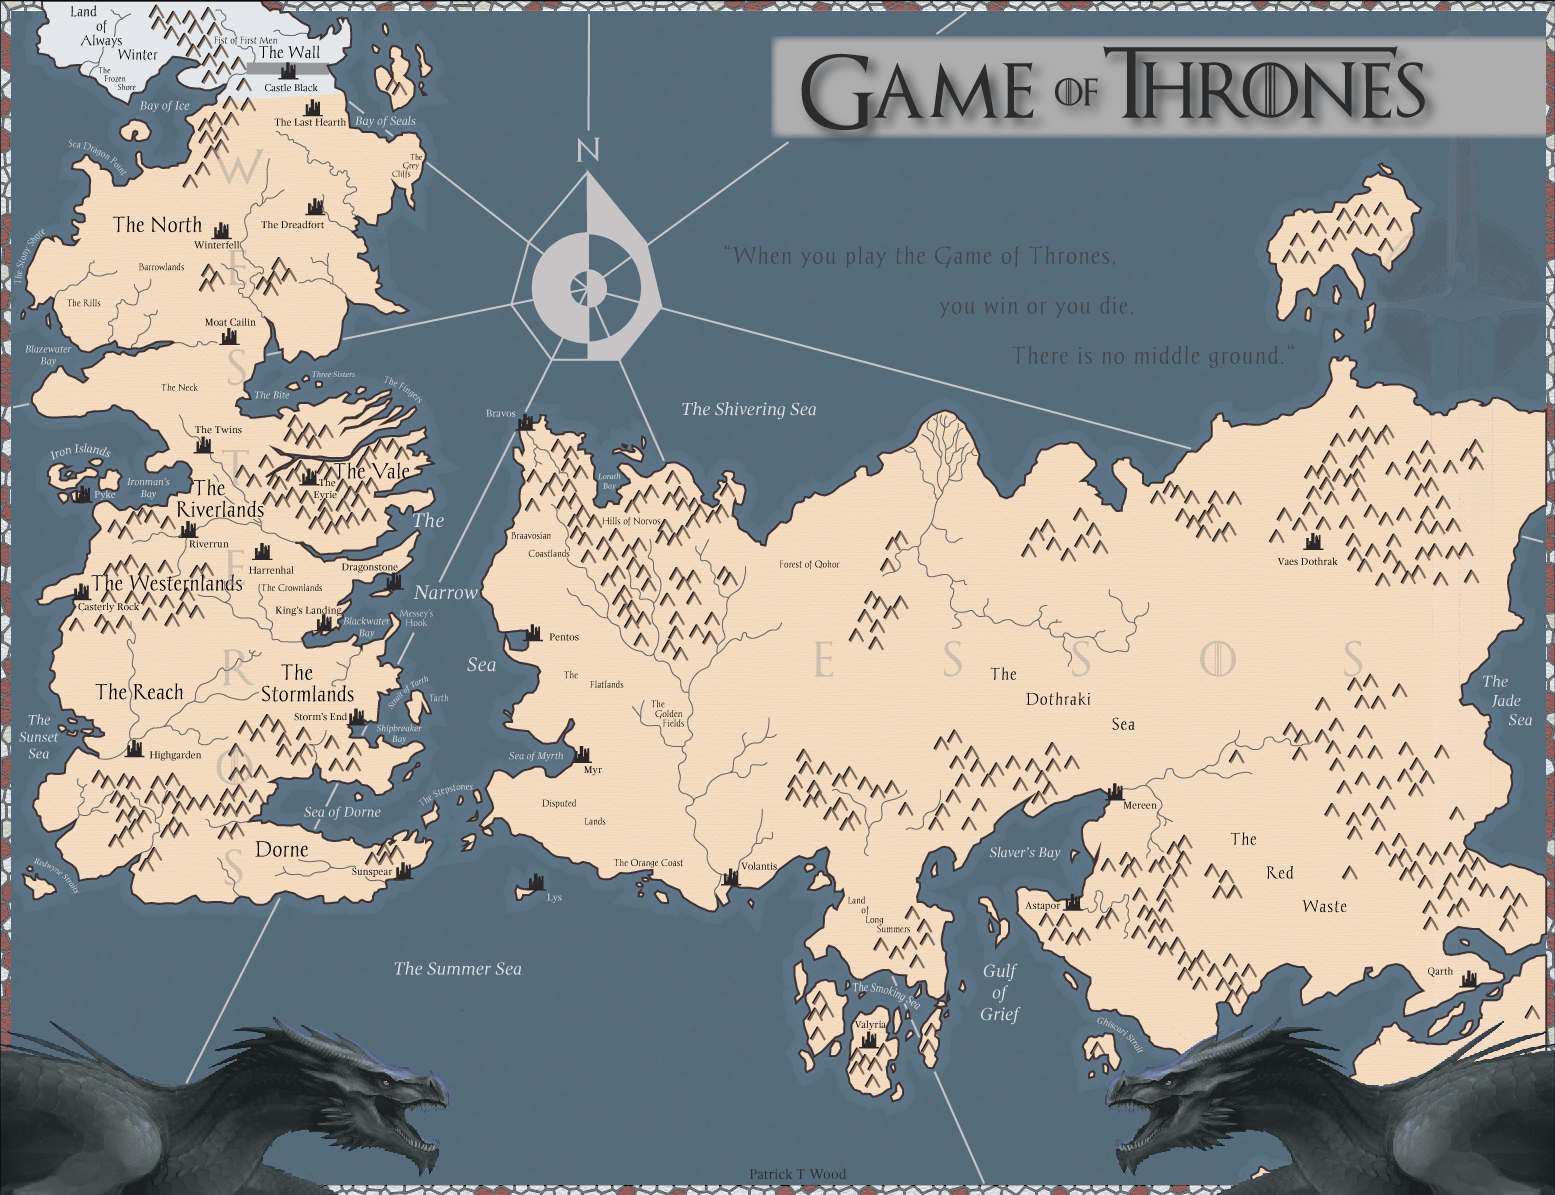 GAME OF THRONES
Land
of
Always
Winter
The
Frozen
Shore
Fist of First Men
The Wall
Castle Black
Bay of Ice
The Last Hearth
Bay of Seals
Sea Dragon Point
The
Grey
Cliffs
N
W
E
S
T
E
R
O
S
The North
Winterfell
The Dreadfort
The Stony Shore
Barrowlands
The Rills
Moat Cailin
Blazewater
Bay
The Neck
The Bite
Three Sisters
The Fingers
The Twins
Iron Islands
Pyke
Ironman's
Bay
The
Riverlands
The Vale
The
Eyrie
Riverrun
Harrenhal
Dragonstone
The Westernlands
The Crownlands
Casterly Rock
King's Landing
Blackwater
Bay
Messey's
Hook
The Reach
The
Stormlands
Storm's End
Strait of Tarth
Tarth
Shipbreaker
Bay
The
Sunset
Sea
Highgarden
Sea of Dorne
The Stepstones
Dorne
Sunspear
Redwyne Straits
The
Narrow
Sea
"When you play the Game of Thrones,
you win or you die.
There is no middle ground."
The Shivering Sea
Bravos
Lorath
Bay
Hills of Norvos
Braavosian
Coastlands
Forest of Qohor
Vaes Dothrak
Pentos
The
Flatlands
The
Golden
Fields
E S S O S
The
Dothraki
Sea
The
Jade
Sea
Sea of Myrth
Myr
Disputed
Lands
The Orange Coast
Volantis
Lys
Mereen
Slaver's Bay
Astapor
The
Red
Waste
Land
of
Long
Summers
The Smoking Sea
Valyria
Gulf
of
Grief
Ghiscari Strait
Qarth
The Summer Sea
Patrick T Wood